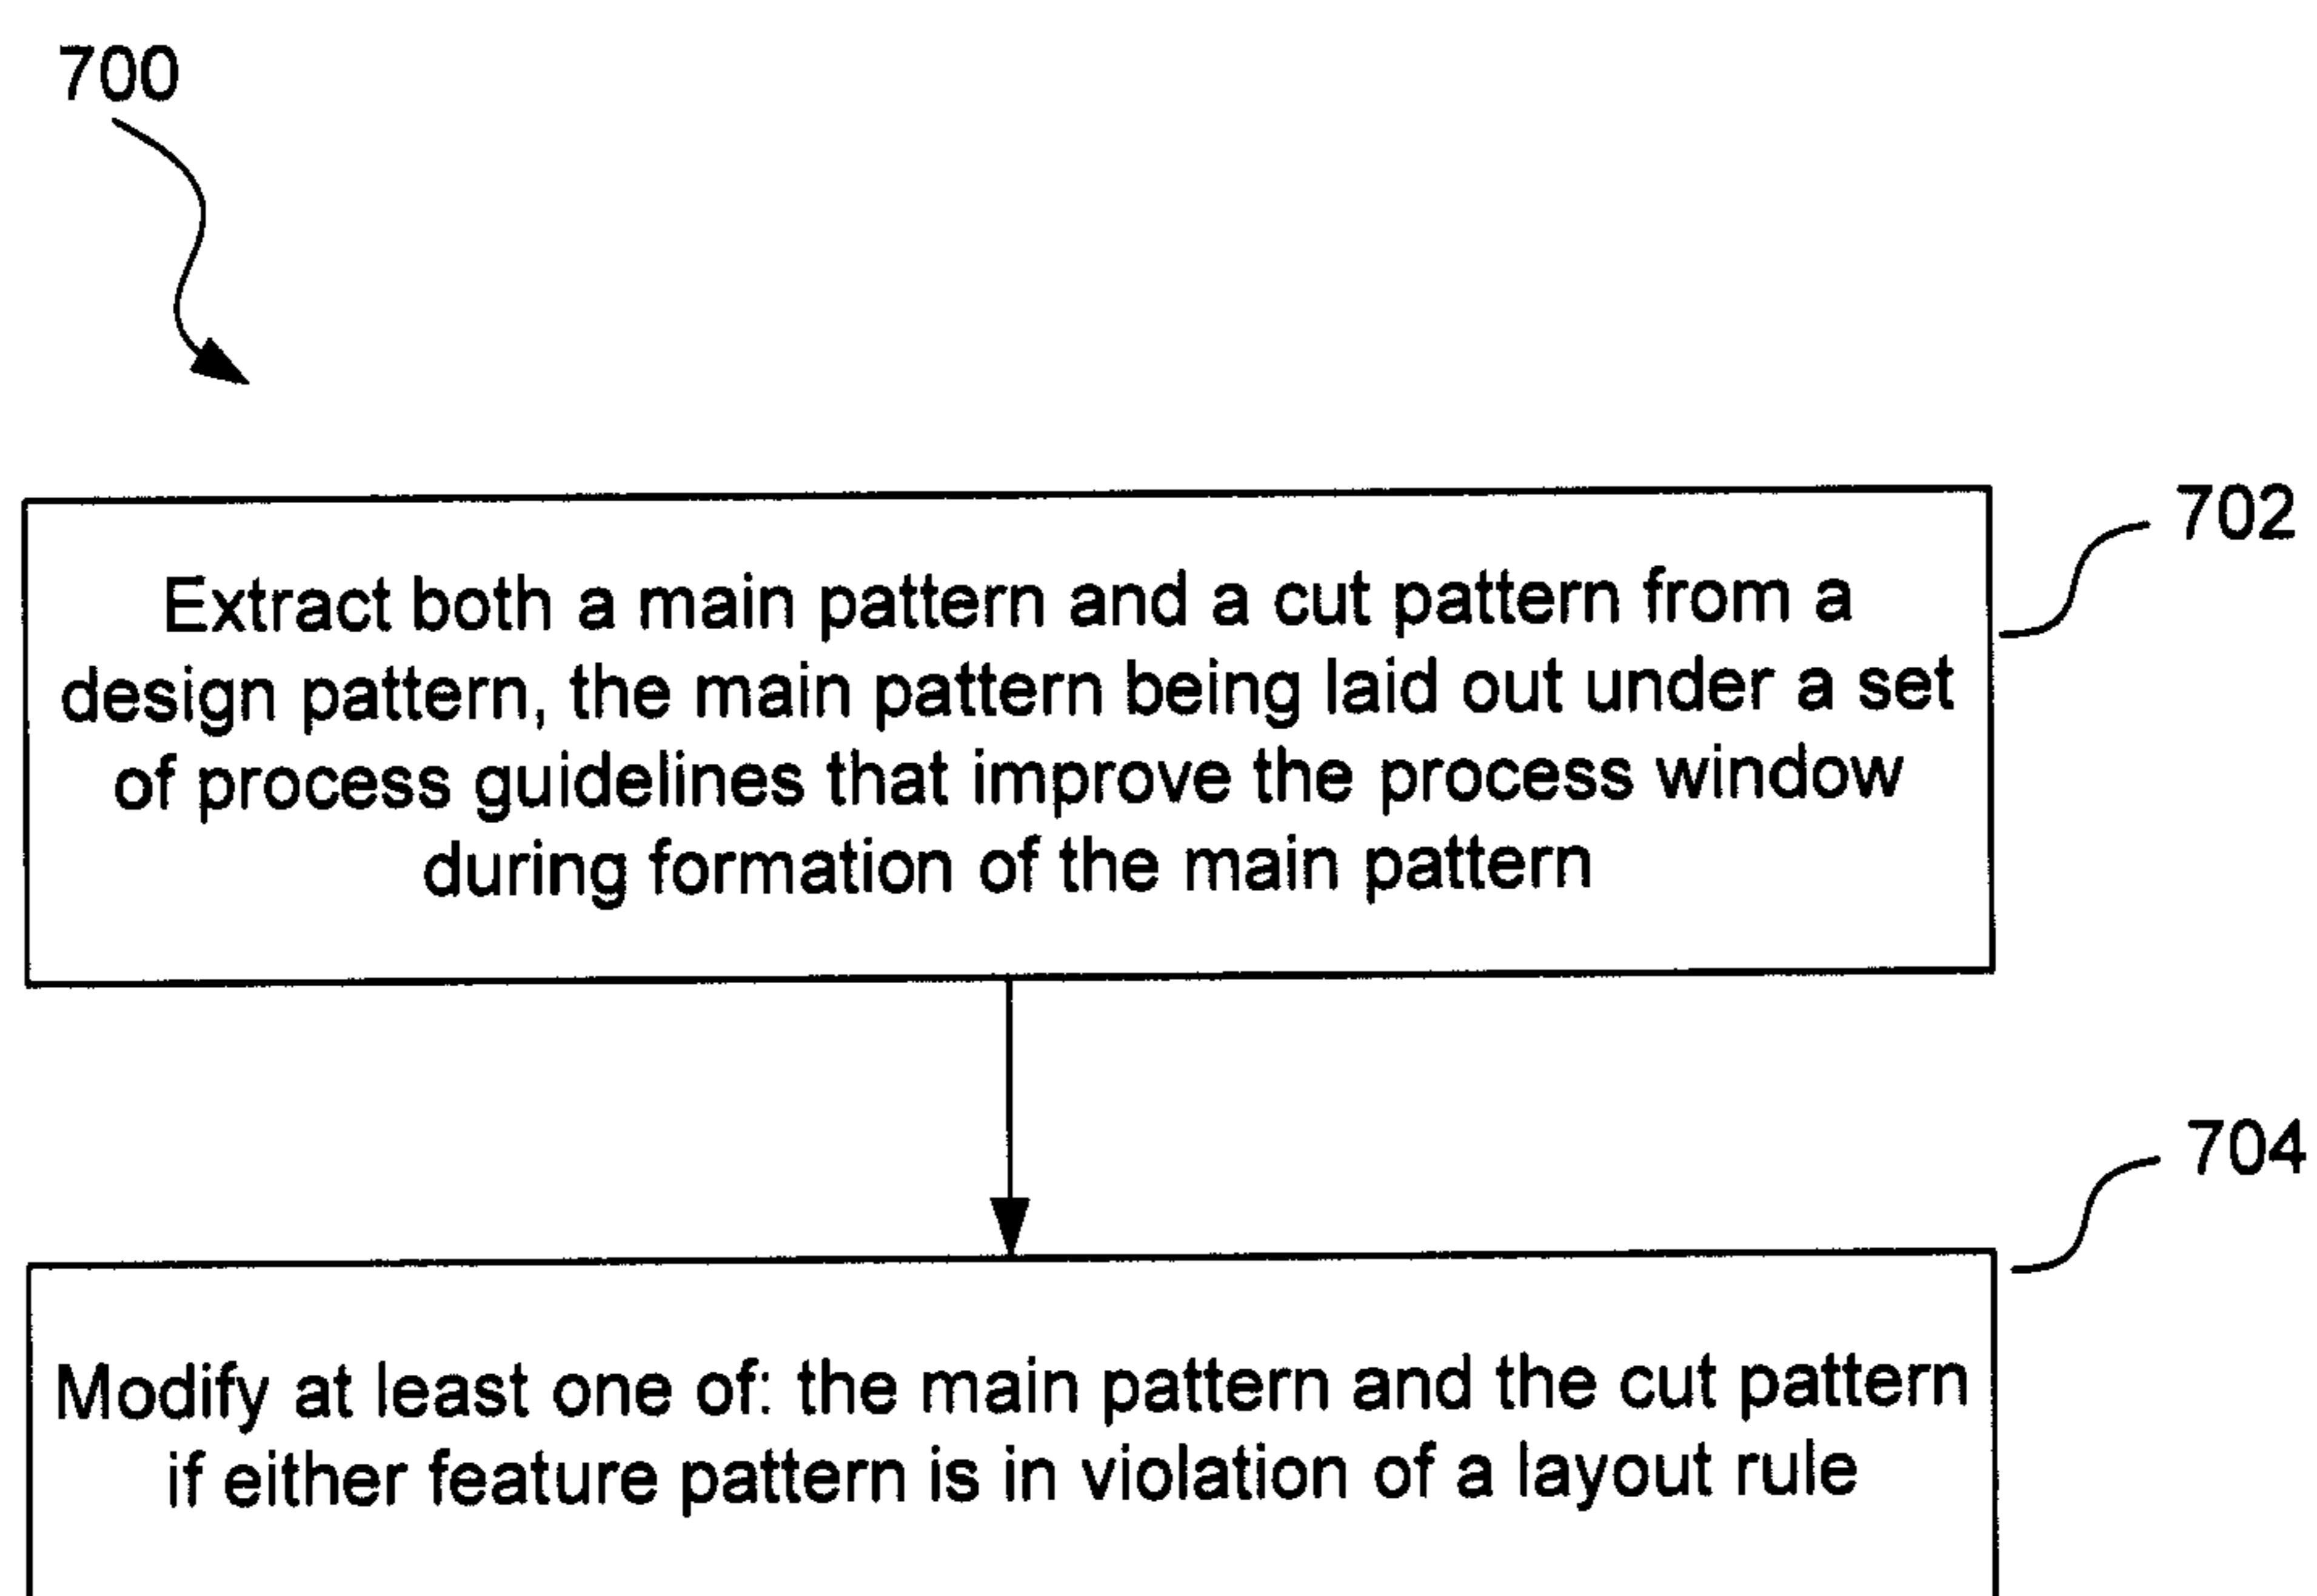 700
702
Extract both a main pattern and a cut pattern from a
design pattern, the main pattern being laid out under a set
of process guidelines that improve the process window
during formation of the main pattern
704
Modify at least one of: the main pattern and the cut pattern
if either feature pattern is in violation of a layout rule